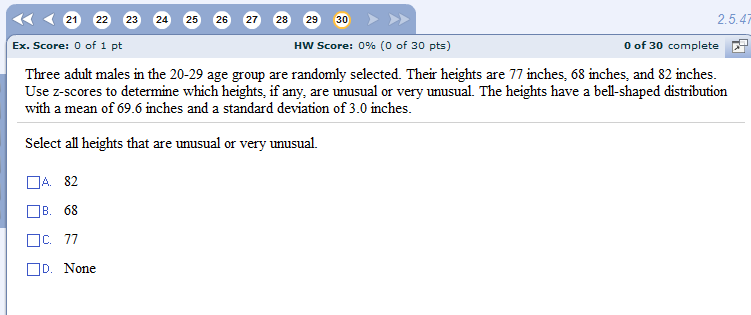 21 22 23 24 25 26 27 28 29 30 2.5.47
Ex. Score: 0 of 1 pt HW Score: 0% (0 of 30 pts) 0 of 30 complete
Three adult males in the 20-29 age group are randomly selected. Their heights are 77 inches, 68 inches, and 82 inches.
Use z-scores to determine which heights, if any, are unusual or very unusual. The heights have a bell-shaped distribution
with a mean of 69.6 inches and a standard deviation of 3.0 inches.
Select all heights that are unusual or very unusual.
A. 82
B. 68
C. 77
D. None